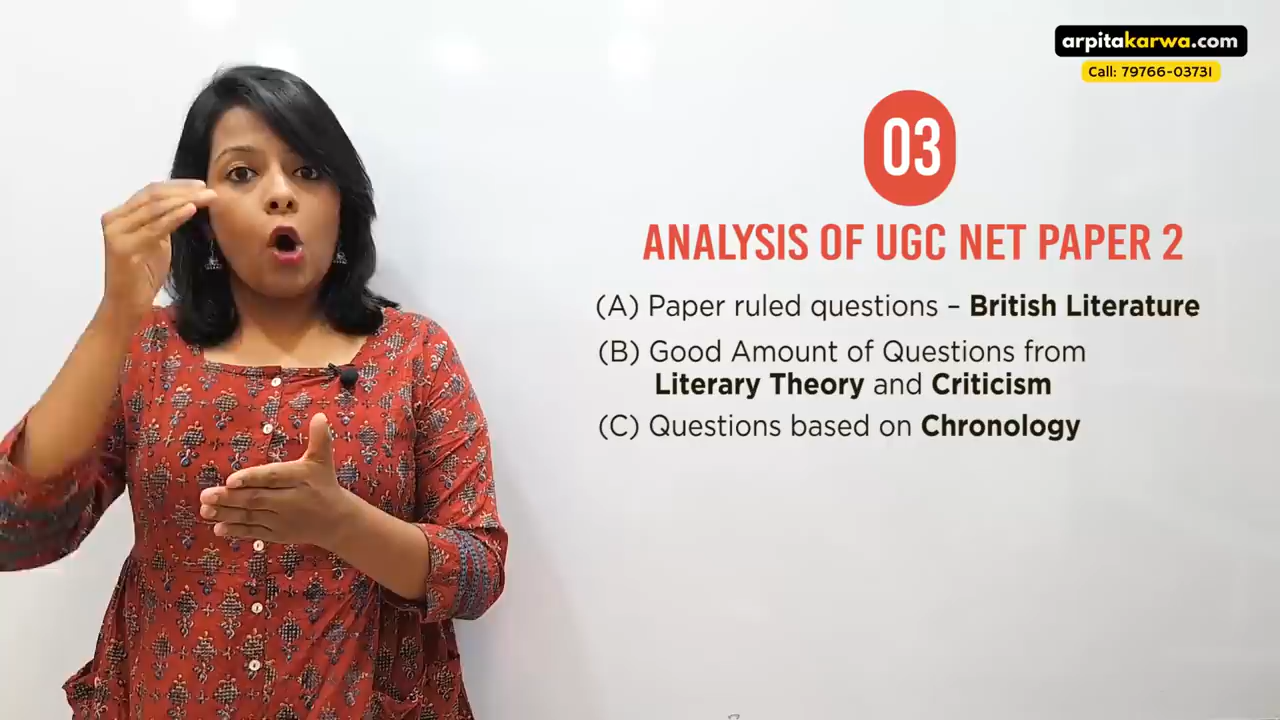 arpitakarwa.com
Call: 79766-03731
03
ANALYSIS OF UGC NET PAPER 2
(A) Paper ruled questions – British Literature
(B) Good Amount of Questions from
Literary Theory and Criticism
(C) Questions based on Chronology